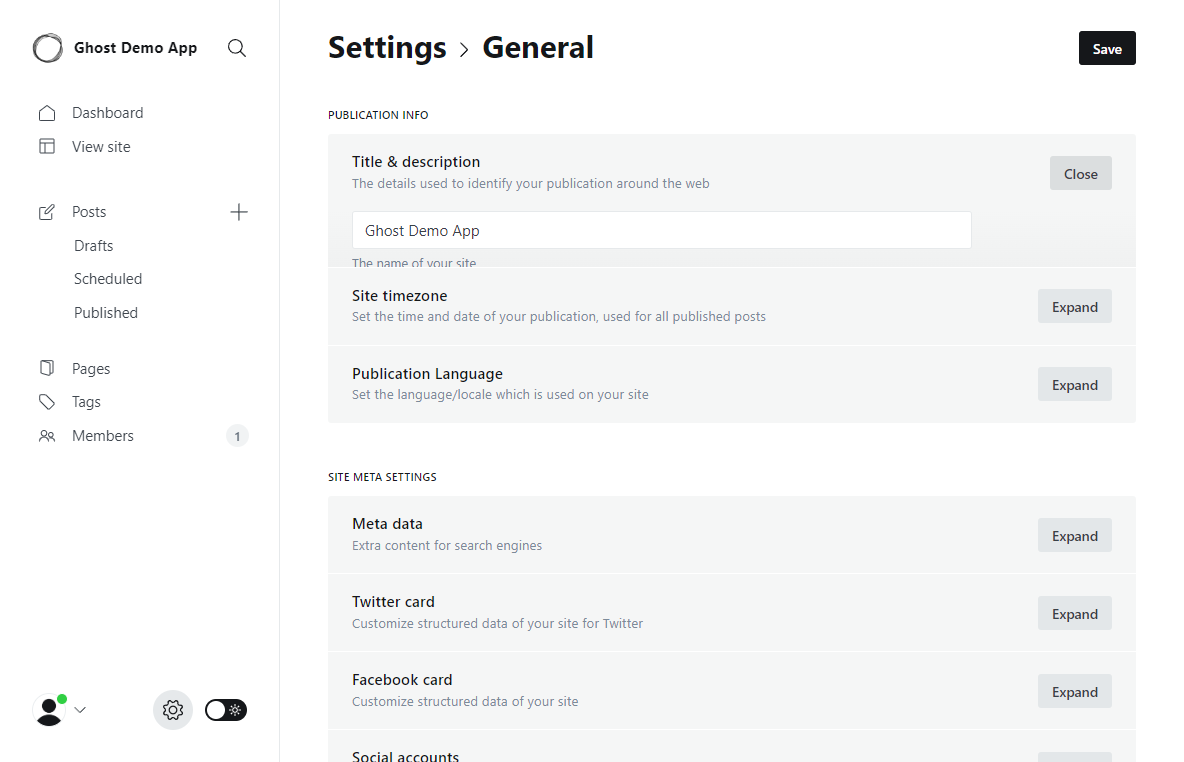 Ghost Demo App
Dashboard
View site
Posts
Drafts
Scheduled
Published
Pages
Tags
Members 1
Settings > General
Save
PUBLICATION INFO
Title & description
The details used to identify your publication around the web
Close
Ghost Demo App
The name of your site
Site timezone
Set the time and date of your publication, used for all published posts
Expand
Publication Language
Set the language/locale which is used on your site
Expand
SITE META SETTINGS
Meta data
Extra content for search engines
Expand
Twitter card
Customize structured data of your site for Twitter
Expand
Facebook card
Customize structured data of your site
Expand
Social accounts